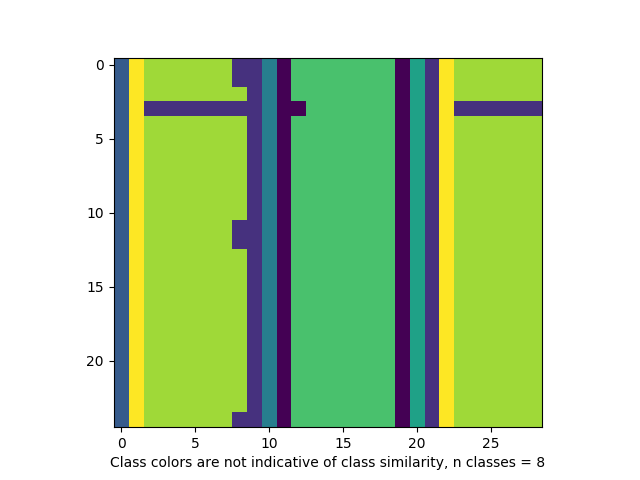 0
5
10
15
20
0 5 10 15 20 25
Class colors are not indicative of class similarity, n classes = 8